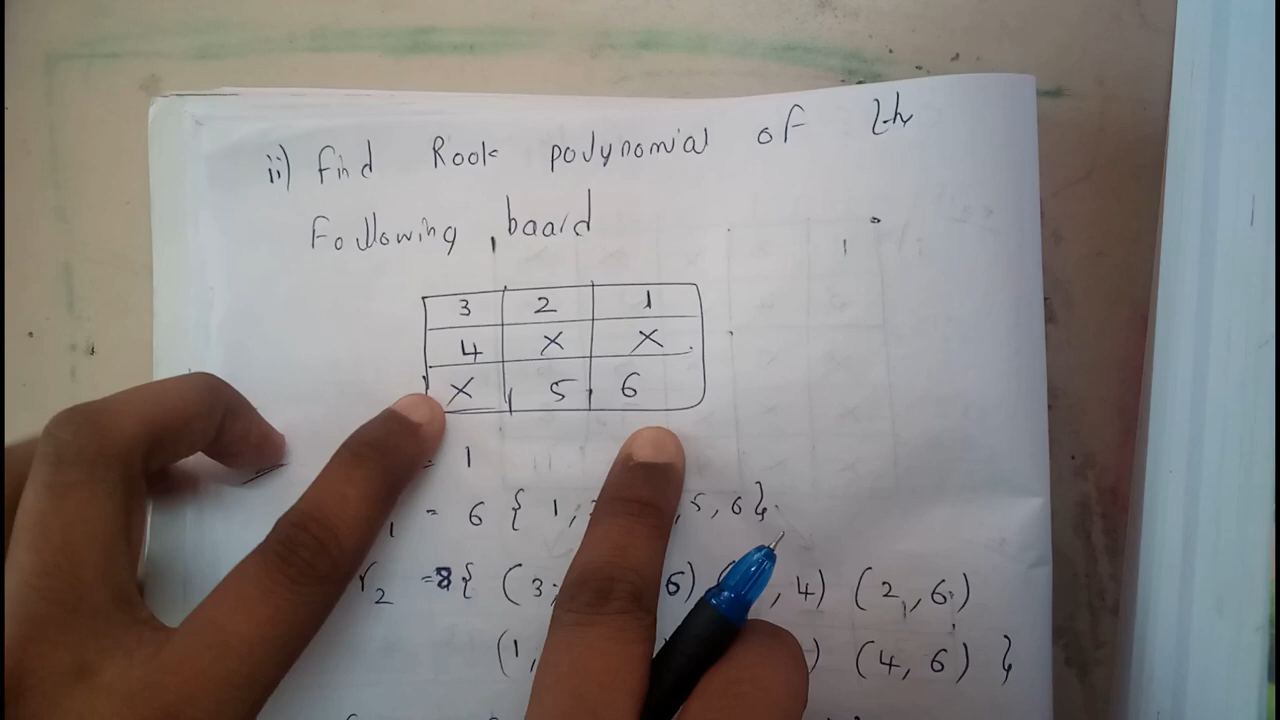 ii) Find Rook polynomial of the
Following board
3 2 1
4 X X
X 5 6
= 1
1 = 6 { 1, 5, 6 }
r2 = 8 { (3, 6) , 4) (2, 6)
(1, ) (4, 6) }